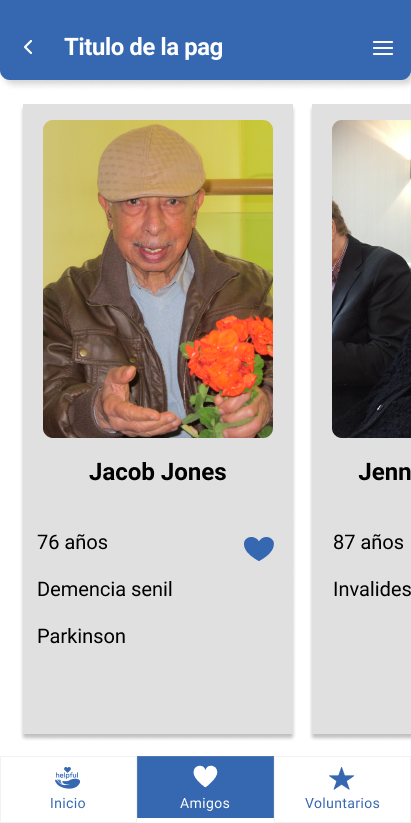 Titulo de la pag
Jacob Jones
76 años
Demencia senil
Parkinson
Jenn
87 años
Invalides
helpful
Inicio
Amigos
Voluntarios